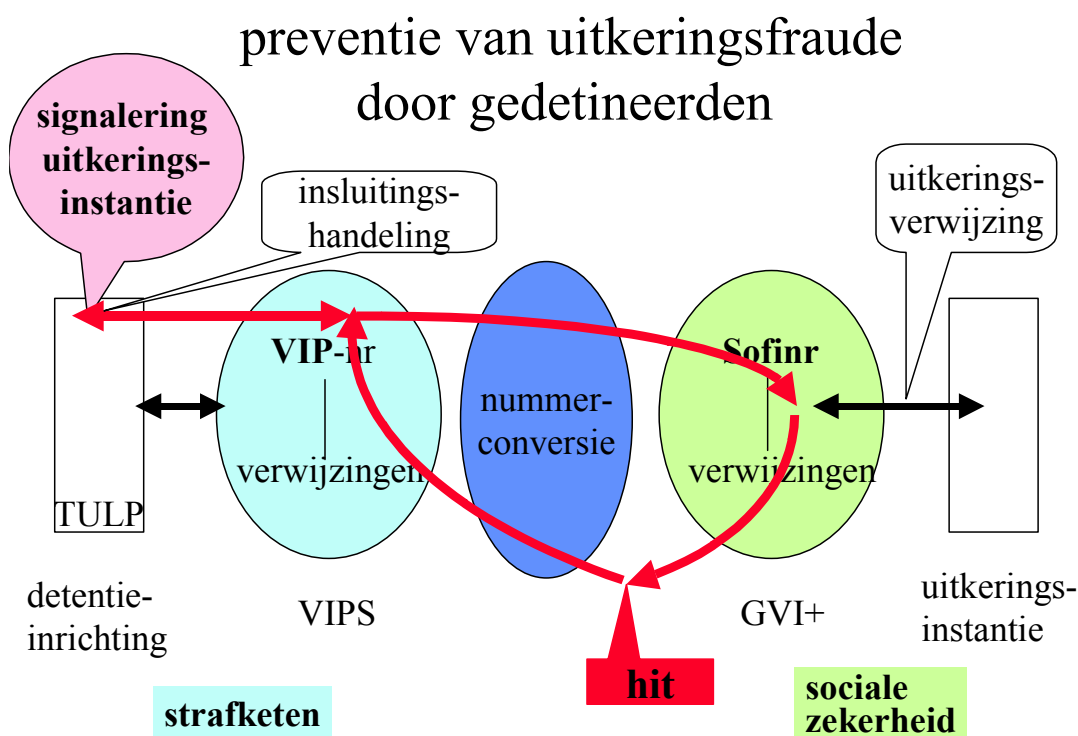 preventie van uitkeringsfraude
door gedetineerden
signalering
uitkerings-
instantie
insluitings-
handeling
uitkerings-
verwijzing
VIP-nr
Sofinr
nummer-
conversie
verwijzingen
verwijzingen
TULP
detentie-
inrichting
VIPS
GVI+
uitkerings-
instantie
hit
strafketen
sociale
zekerheid